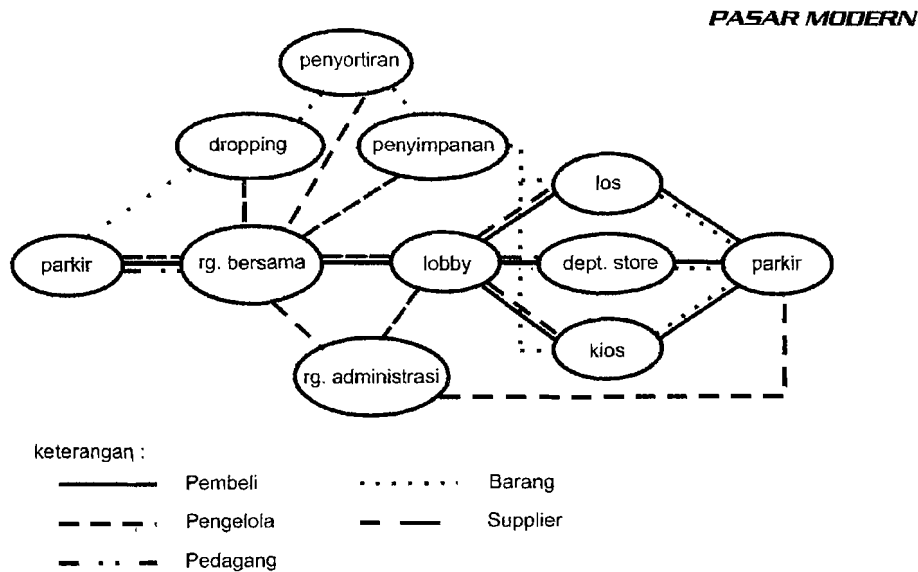 PASAR MODERN
penyortiran
dropping
penyimpanan
los
parkir
rg. bersama
lobby
dept. store
parkir
kios
rg. administrasi
keterangan :
Pembeli
Barang
Pengelola
Supplier
Pedagang